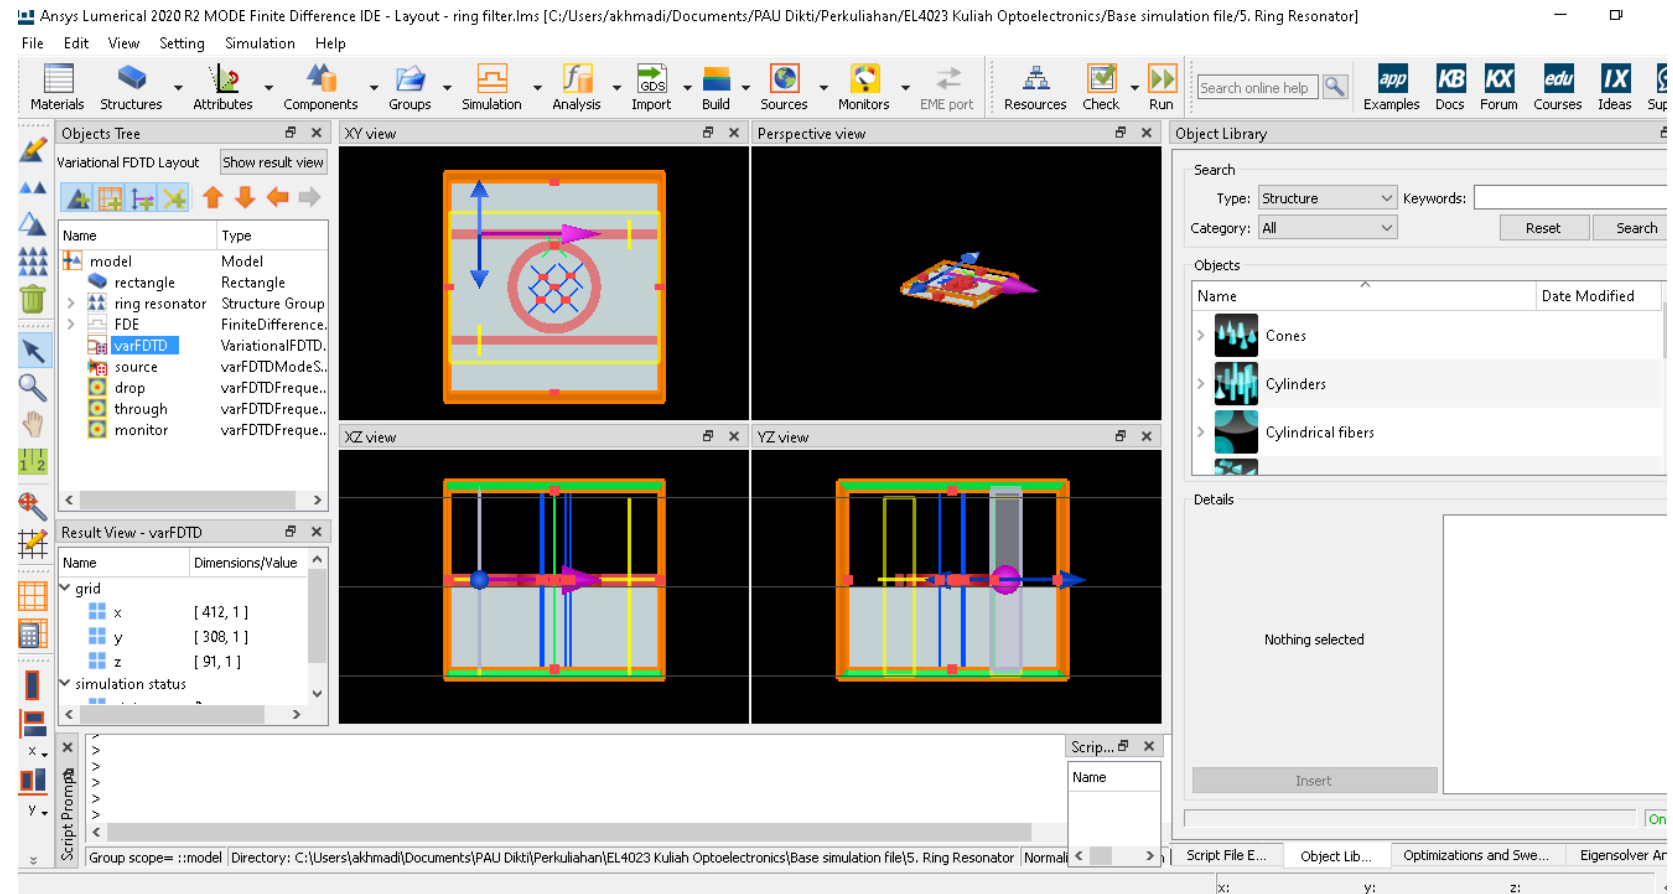 Ansys Lumerical 2020 R2 MODE Finite Difference IDE - Layout - ring filter.lms [C:/Users/akhmadi/Documents/PAU Dikti/Perkuliahan/EL4023 Kuliah Optoelectronics/Base simulation file/5. Ring Resonator]
File Edit View Setting Simulation Help
GDS app KB KX edu IX
Search online help
Materials Structures Attributes Components Groups Simulation Analysis Import Build Sources Monitors EME port Resources Check Run Examples Docs Forum Courses Ideas Sup
Objects Tree
Variational FDTD Layout Show result view
Name Type
model Model
rectangle Rectangle
ring resonator Structure Group
FDE FiniteDifference.
varFDTD VariationalFDTD.
source varFDTDModeS..
drop varFDTDFreque..
through varFDTDFreque..
monitor varFDTDFreque..
Result View - varFDTD
Name Dimensions/Value
grid
x [ 412, 1 ]
y [ 308, 1 ]
z [ 91, 1 ]
simulation status
XY view
Perspective view
XZ view
YZ view
Object Library
Search
Type: Structure Keywords:
Category: All Reset Search
Objects
Name Date Modified
Cones
Cylinders
Cylindrical fibers
Details
Nothing selected
Insert
On
1 2
x
y
Script Prompt
>
>
>
>
>
>
Scrip...
Name
Group scope= ::model Directory: C:\Users\akhmadi\Documents\PAU Dikti\Perkuliahan\EL4023 Kuliah Optoelectronics\Base simulation file\5. Ring Resonator Normali
Script File E... Object Lib... Optimizations and Swe... Eigensolver An
x: y: z: